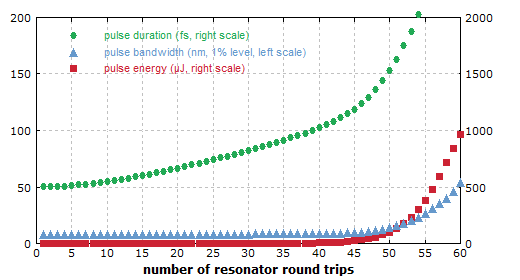 200
2000
pulse duration (fs, right scale)
pulse bandwidth (nm, 1% level, left scale)
pulse energy (µJ, right scale)
150
100
1000
50
500
0
0
0 5 10 15 20 25 30 35 40 45 50 55 60
number of resonator round trips